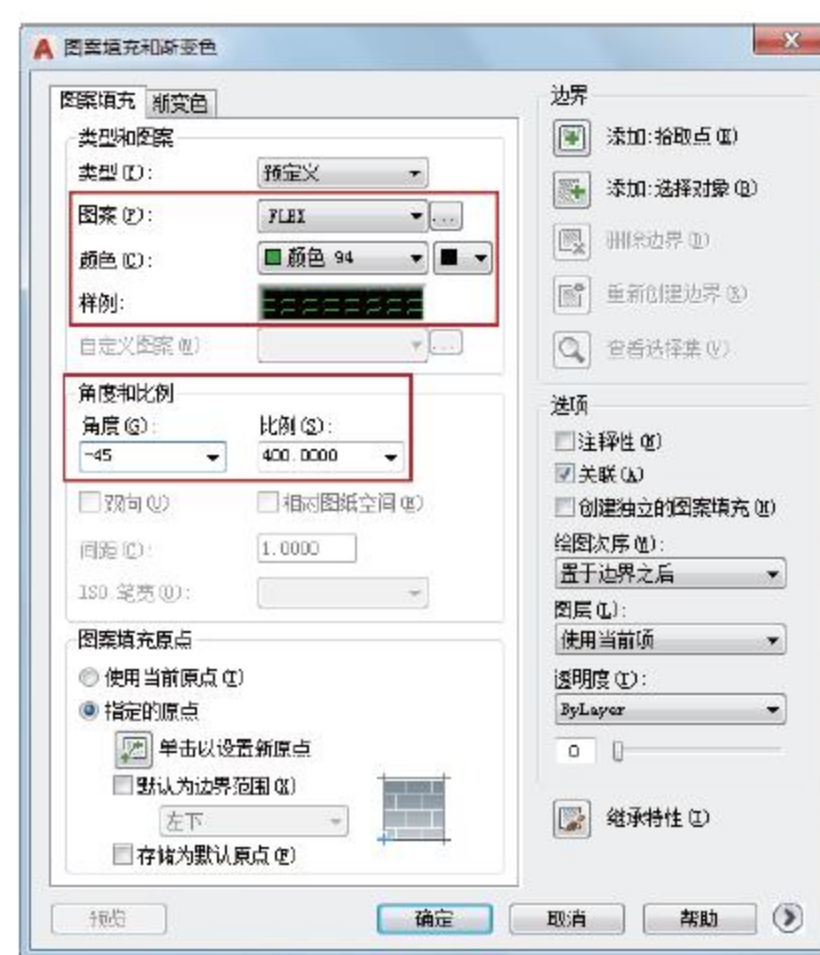 图案填充和渐变色
图案填充 渐变色
类型和图案
类型(Y): 预定义
图案(P): FLEX ...
颜色(C): 颜色 94
样例:
自定义图案(M) ...
角度和比例
角度(G): 比例(S):
-45 400.0000
双向(U) 相对图纸空间(E)
间距(C): 1.0000
ISO 笔宽(O):
图案填充原点
使用当前原点(T)
指定的原点
单击以设置新原点
默认为边界范围(X)
左下
存储为默认原点(F)
预览
边界
添加:拾取点(K)
添加:选择对象(B)
删除边界(D)
重新创建边界(R)
查看选择集(V)
选项
注释性(N)
关联(A)
创建独立的图案填充(H)
绘图次序(W):
置于边界之后
图层(L):
使用当前项
透明度(T):
ByLayer
0
继承特性(I)
确定 取消 帮助